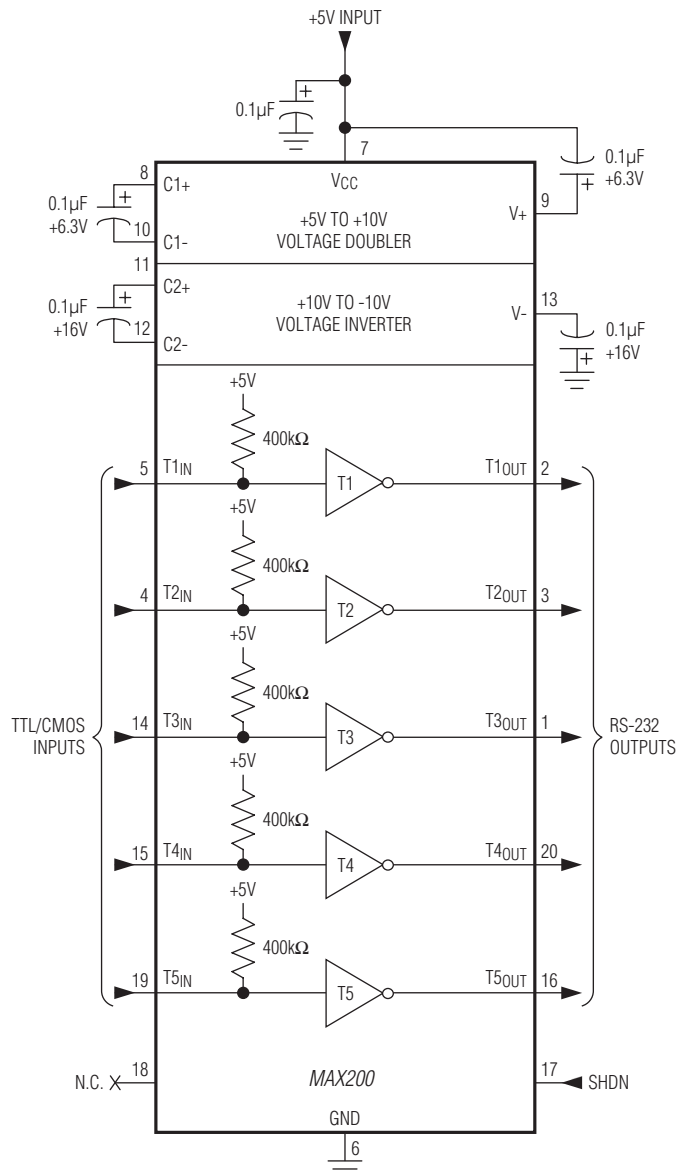 +5V INPUT
0.1µF
+
7
8
C1+
VCC
0.1µF
+6.3V
+
0.1µF
+6.3V
+
9
V+
10
C1-
+5V TO +10V
VOLTAGE DOUBLER
11
C2+
0.1µF
+16V
+
12
C2-
+10V TO -10V
VOLTAGE INVERTER
13
V-
0.1µF
+16V
+
+5V
400kΩ
5
T1IN
T1
T1OUT
2
+5V
400kΩ
4
T2IN
T2
T2OUT
3
+5V
400kΩ
TTL/CMOS
INPUTS
14
T3IN
T3
T3OUT
1
RS-232
OUTPUTS
+5V
400kΩ
15
T4IN
T4
T4OUT
20
+5V
400kΩ
19
T5IN
T5
T5OUT
16
N.C.
18
MAX200
17
SHDN
GND
6